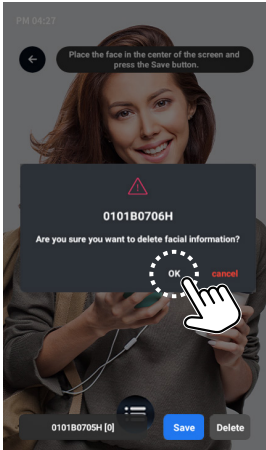 PM 04:27
Place the face in the center of the screen and
press the Save button.
0101B0706H
Are you sure you want to delete facial information?
OK
cancel
0101B0705H [0]
Save
Delete